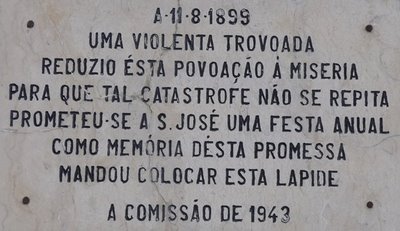 A·11·8·1899
UMA VIOLENTA TROVOADA
REDUZIO ÉSTA POVOAÇÃO À MISERIA
PARA QUE TAL CATASTROFE NÃO SE REPITA
PROMETEU-SE A S. JOSÉ UMA FESTA ANUAL
COMO MEMÓRIA DÉSTA PROMESSA
MANDOU COLOCAR ESTA LAPIDE
A COMISSÃO DE 1943